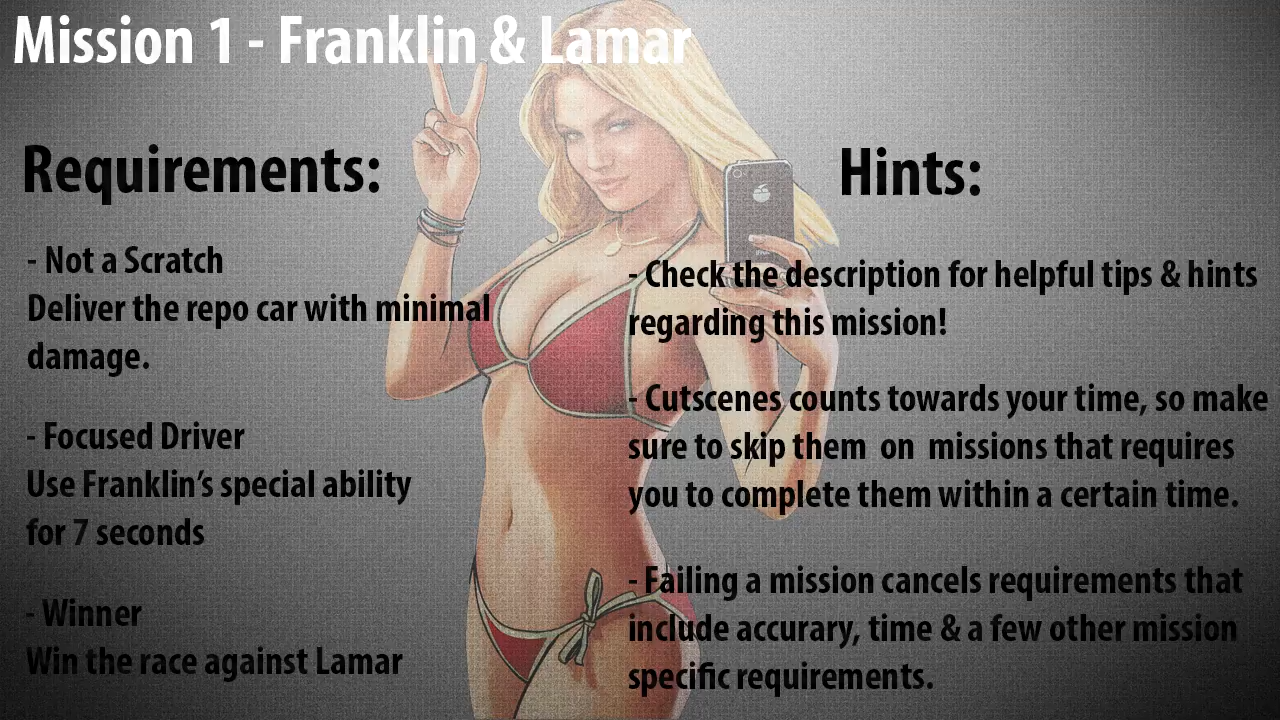 Mission 1 - Franklin & Lamar
Requirements:
- Not a Scratch
Deliver the repo car with minimal
damage.
- Focused Driver
Use Franklin’s special ability
for 7 seconds
- Winner
Win the race against Lamar
Hints:
- Check the description for helpful tips & hints
regarding this mission!
- Cutscenes counts towards your time, so make
sure to skip them on missions that requires
you to complete them within a certain time.
- Failing a mission cancels requirements that
include accurary, time & a few other mission
specific requirements.